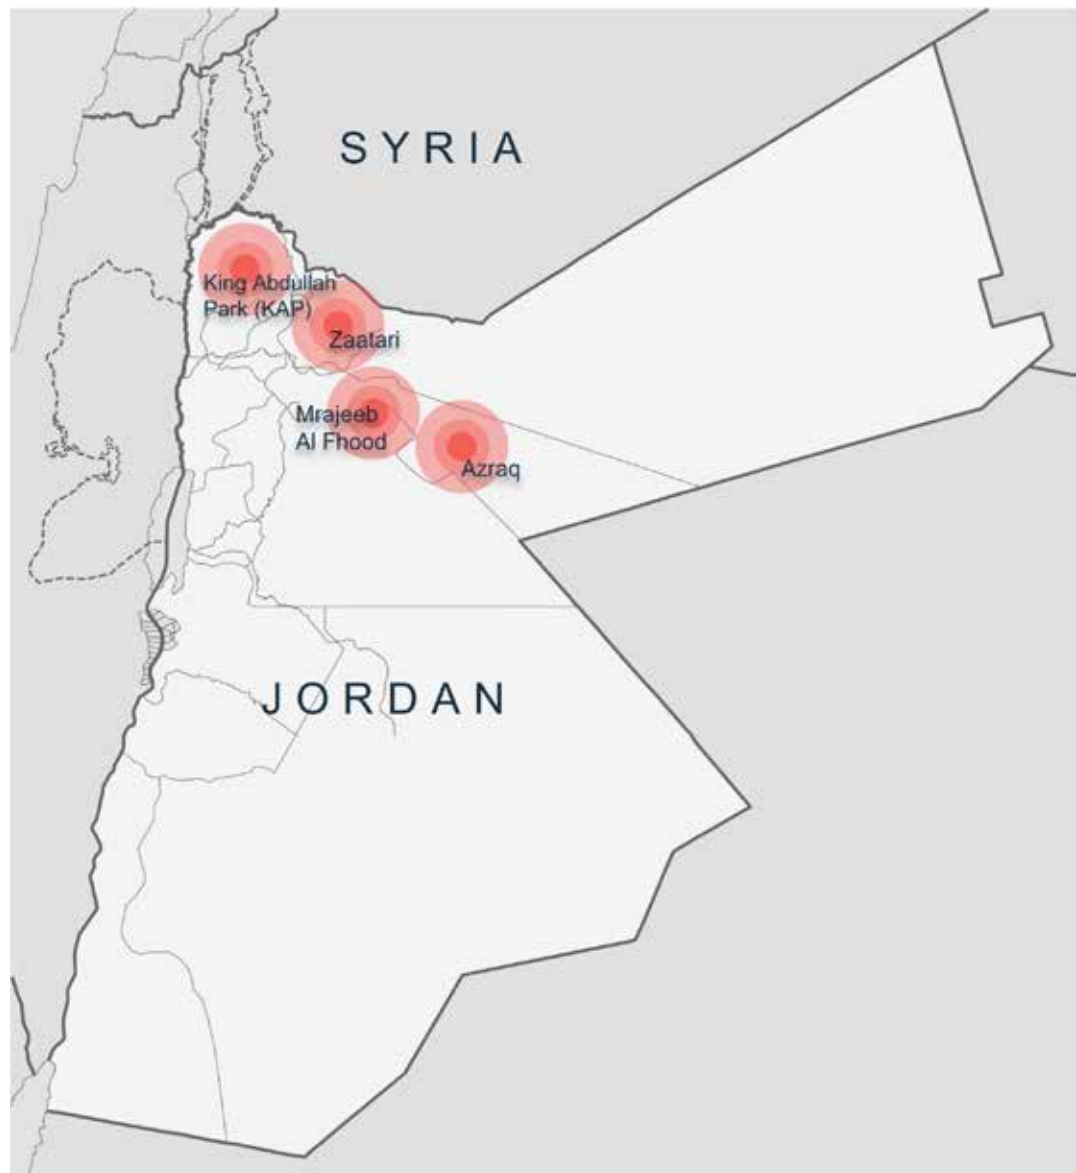 SYRIA
King Abdullah
Park (KAP)
Zaatari
Mrajeeb
Al Fhood
Azraq
JORDAN